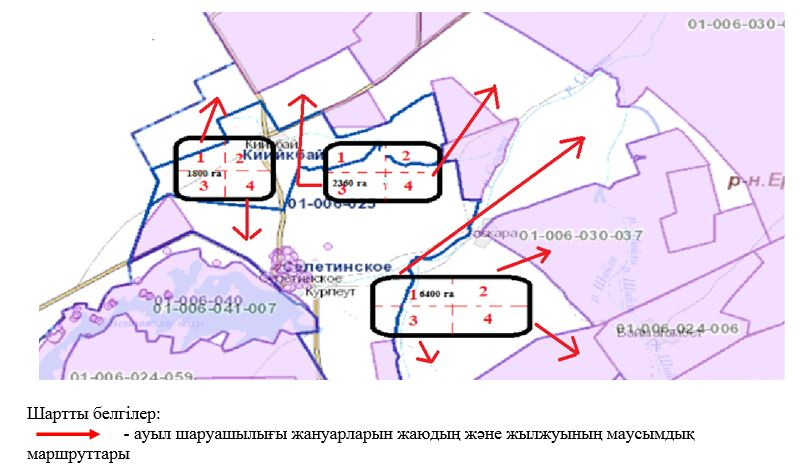 01-006-030-0
1 2
1800 га
3 4
1 2
2360 га
3 4
Киикбай
01-006-025
р-н. Ер
01-006-030-037
Селетинское
Курпеут
01-006-040
01-006-041-007
1 6400 га 2
3 4
01-006-024-006
01-006-024-059
Шартты белгілер:
- ауыл шаруашылығы жануарларын жаюдың және жылжуының маусымдық
маршруттары